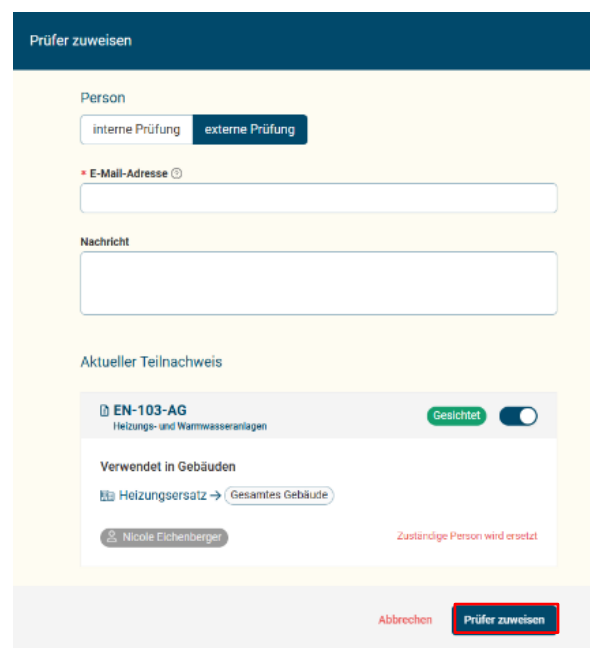 Prüfer zuweisen
Person
interne Prüfung externe Prüfung
* E-Mail-Adresse
Nachricht
Aktueller Teilnachweis
EN-103-AG
Gesichtet
Heizungs- und Warmwasseranlagen
Verwendet in Gebäuden
Heizungsersatz → Gesamtes Gebäude
Nicole Eichenberger
Zuständige Person wird ersetzt
Abbrechen Prüfer zuweisen